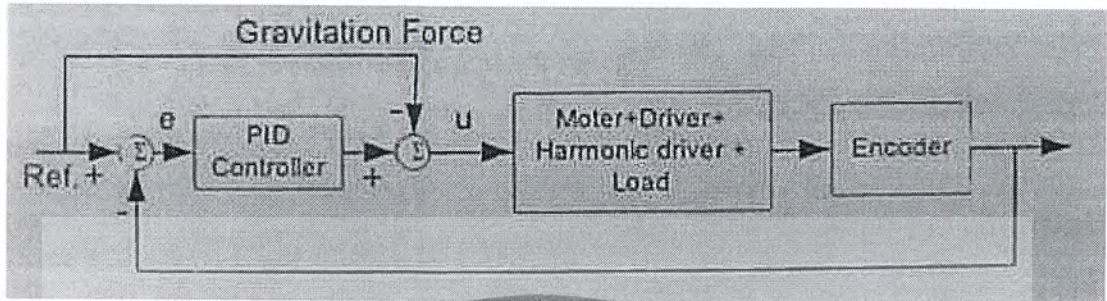 Gravitation Force
-
e
u
Σ
Σ
PID
Controller
Moter+Driver+
Harmonic driver +
Load
Encoder
Ref. +
+
-